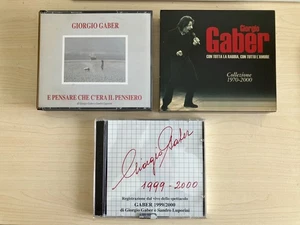 GIORGIO GABER
E PENSARE CHE C'ERA IL PENSIERO
Giorgio
Gaber
CON TUTTA LA RABBIA, CON TUTTO L'AMORE
Collezione
1970-2000
Giorgio Gaber
1999-2000
Registrazione dal vivo dello spettacolo
GABER 1999/2000
di Giorgio Gaber e Sandro Luporini